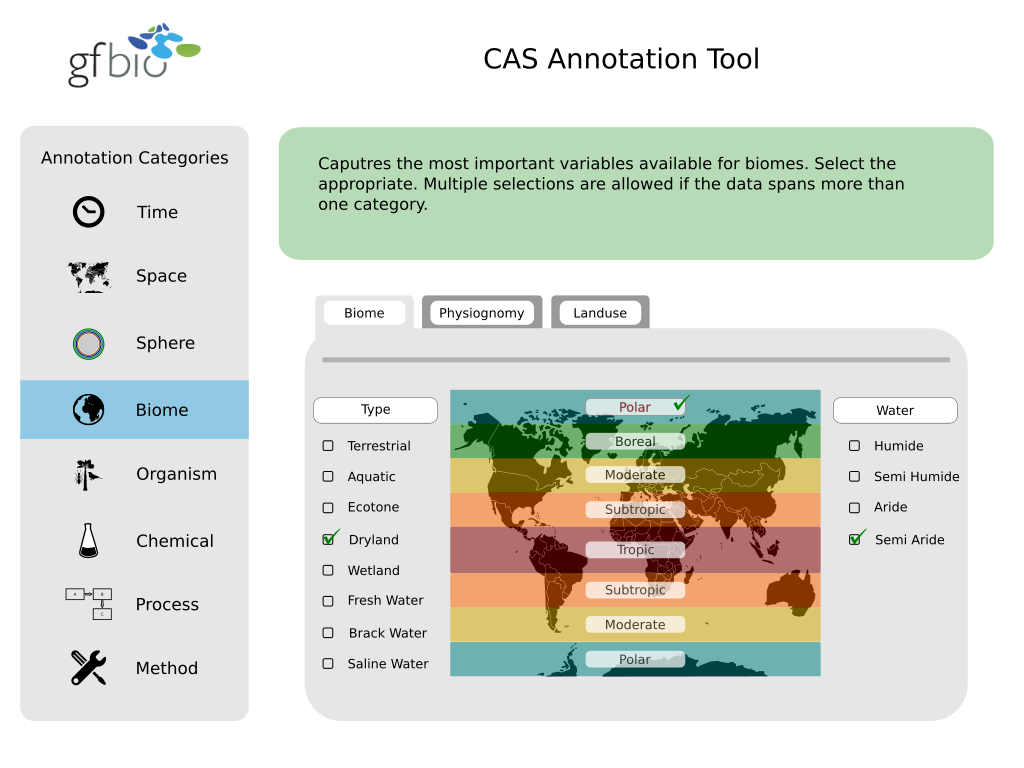 gfbio
CAS Annotation Tool
Annotation Categories
Time
Space
Sphere
Biome
Organism
Chemical
Process
Method
Caputres the most important variables available for biomes. Select the
appropriate. Multiple selections are allowed if the data spans more than
one category.
Biome
Physiognomy
Landuse
Type
Terrestrial
Aquatic
Ecotone
Dryland
Wetland
Fresh Water
Brack Water
Saline Water
Polar
Boreal
Moderate
Subtropic
Tropic
Subtropic
Moderate
Polar
Water
Humide
Semi Humide
Aride
Semi Aride